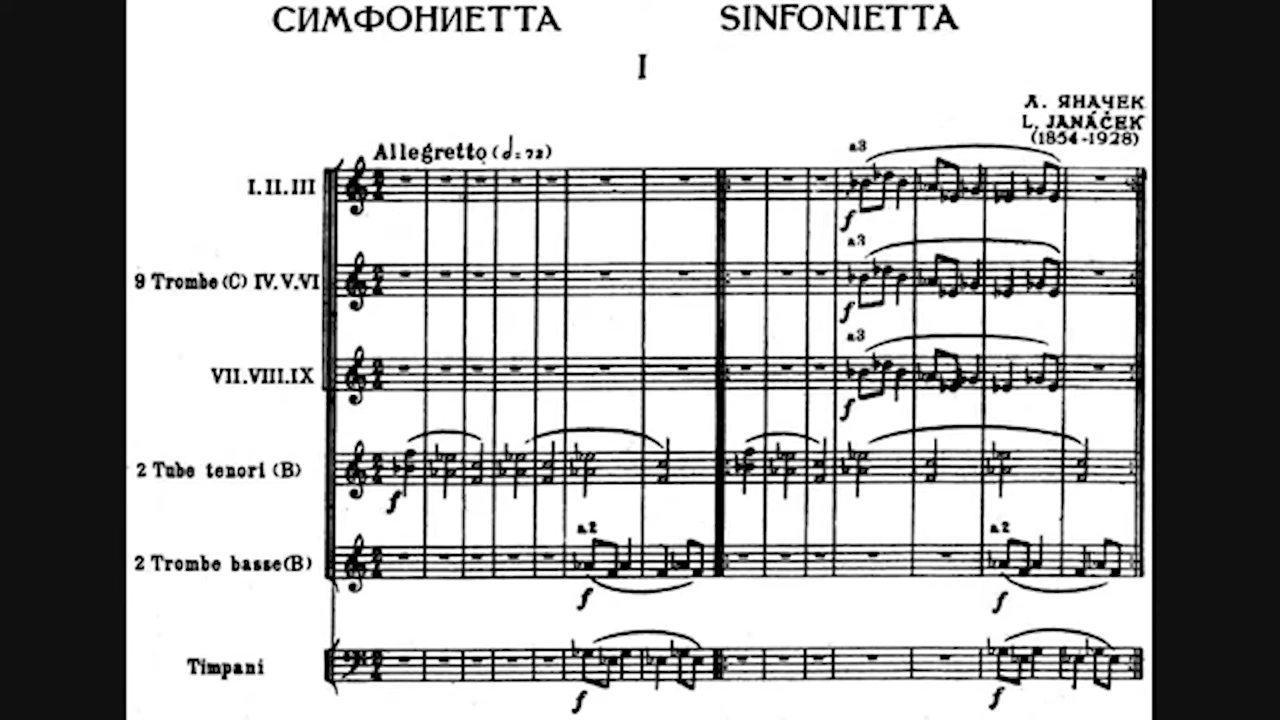 СИМФОНИЕТТА SINFONIETTA
I
Л. ЯНАЧЕК
L. JANÁČEK
(1854-1928)
Allegretto (𝅗𝅥=72)
a3
I. II. III
f
a3
9 Trombe (C) IV. V. VI
f
a3
VII. VIII. IX
f
2 Tube tenori (B)
f
a2 a2
2 Trombe basse (B)
f f
Timpani
f f